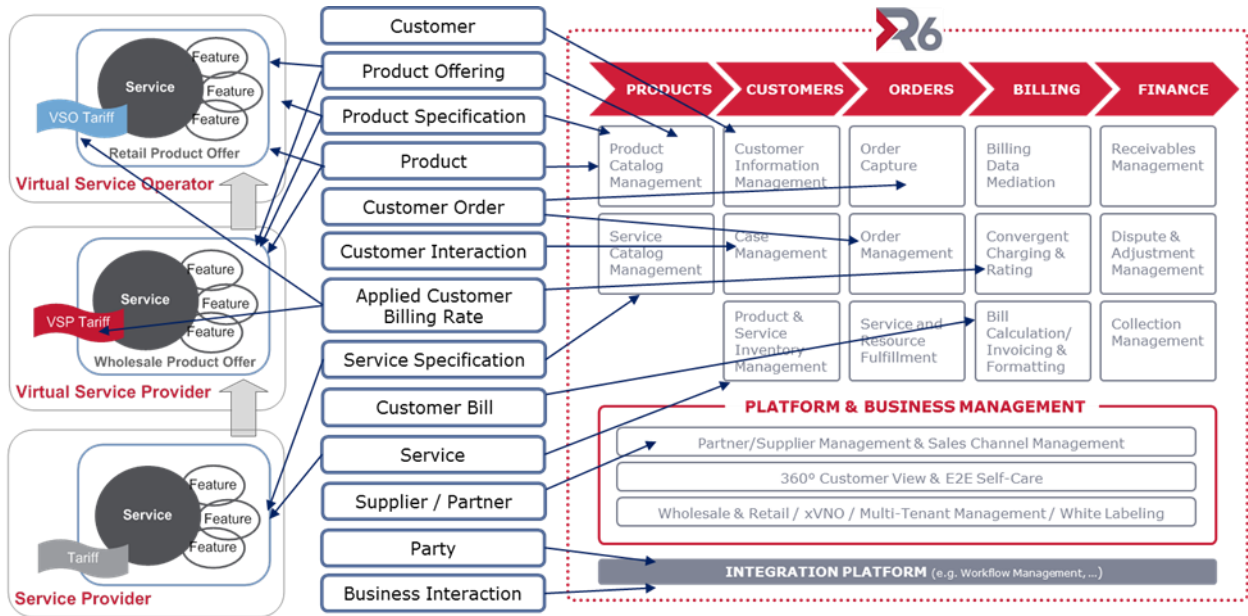 Service
Feature
Feature
Feature
VSO Tariff
Retail Product Offer
Virtual Service Operator
Service
Feature
Feature
Feature
VSP Tariff
Wholesale Product Offer
Virtual Service Provider
Service
Feature
Feature
Feature
Tariff
Service Provider
Customer
Product Offering
Product Specification
Product
Customer Order
Customer Interaction
Applied Customer
Billing Rate
Service Specification
Customer Bill
Service
Supplier / Partner
Party
Business Interaction
R6
PRODUCTS
CUSTOMERS
ORDERS
BILLING
FINANCE
Product
Catalog
Management
Customer
Information
Management
Order
Capture
Billing
Data
Mediation
Receivables
Management
Service
Catalog
Management
Case
Management
Order
Management
Convergent
Charging &
Rating
Dispute &
Adjustment
Management
Product &
Service
Inventory
Management
Service and
Resource
Fulfillment
Bill
Calculation/
Invoicing &
Formatting
Collection
Management
PLATFORM & BUSINESS MANAGEMENT
Partner/Supplier Management & Sales Channel Management
360º Customer View & E2E Self-Care
Wholesale & Retail / xVNO / Multi-Tenant Management / White Labeling
INTEGRATION PLATFORM (e.g. Workflow Management, ...)